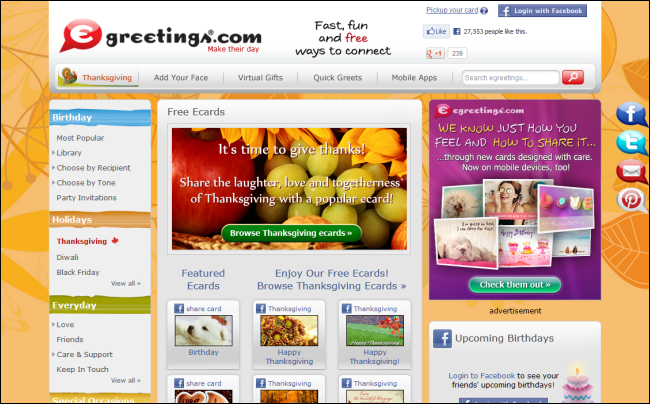 Pickup your card
Login with Facebook
egreetings.com
Make their day
Fast, fun
and free
ways to connect
Like
27,553 people like this.
+1
239
Thanksgiving
Add Your Face
Virtual Gifts
Quick Greets
Mobile Apps
Search egreetings...
Birthday
Most Popular
Library
Choose by Recipient
Choose by Tone
Party Invitations
Holidays
Thanksgiving
Diwali
Black Friday
View all »
Everyday
Love
Friends
Care & Support
Keep In Touch
View all »
Special Occasions
Free Ecards
It's time to give thanks!
Share the laughter, love and togetherness
of Thanksgiving with a popular ecard!
Browse Thanksgiving ecards »
Featured
Ecards
Enjoy Our Free Ecards!
Browse Thanksgiving Ecards »
share card
Birthday
Thanksgiving
Happy
Thanksgiving
Thanksgiving
Happy
Thanksgiving!
share card
Thanksgiving
Thanksgiving
egreetings.com
WE KNOW JUST HOW YOU
FEEL AND HOW TO SHARE IT...
...through new cards designed with care.
Now on mobile devices, too!
LOVE
Happy Birthday!
Check them out »
advertisement
Upcoming Birthdays
Login to Facebook to see your
friends' upcoming birthdays!